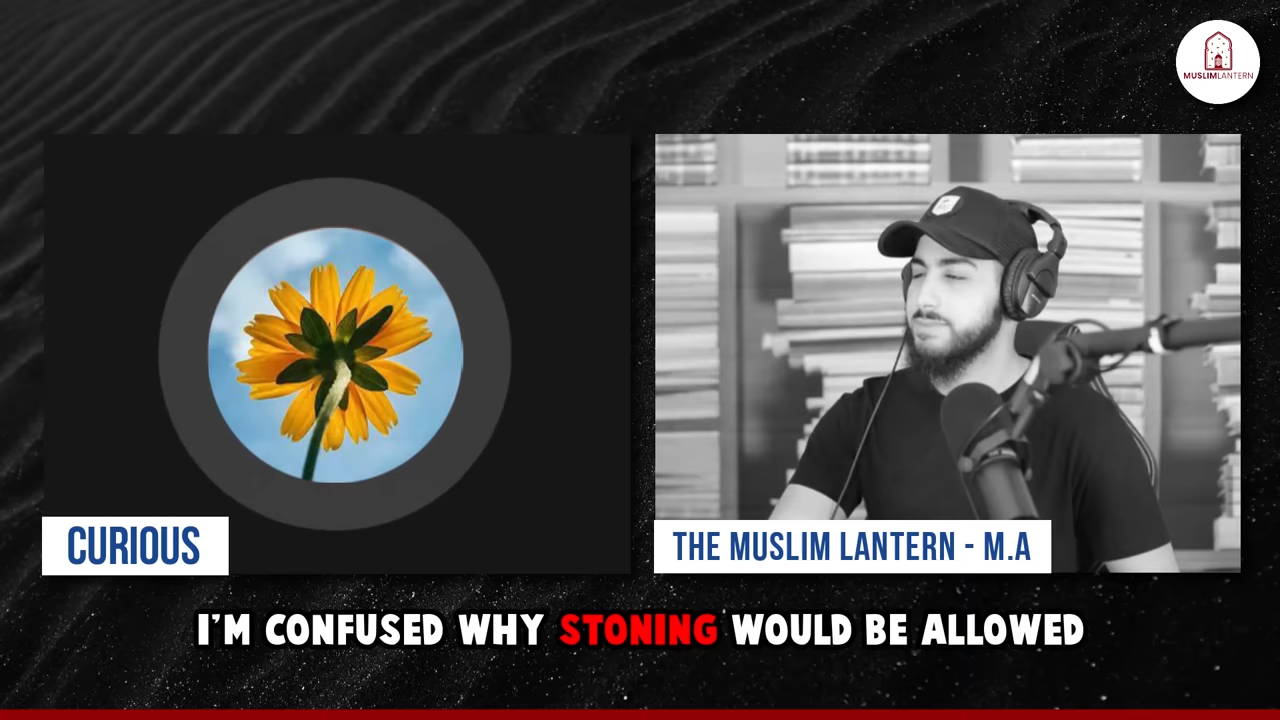 MUSLIMLANTERN
CURIOUS
THE MUSLIM LANTERN - M.A
I'M CONFUSED WHY STONING WOULD BE ALLOWED